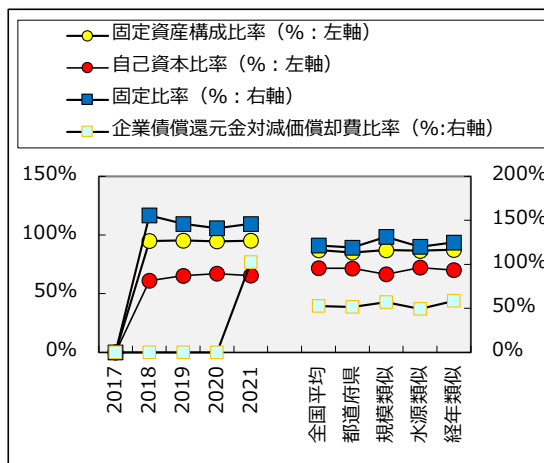 固定資産構成比率（%：左軸）
自己資本比率（%：左軸）
固定比率（%：右軸）
企業債償還元金対減価償却費比率（%:右軸）
150%
100%
50%
0%
200%
150%
100%
50%
0%
2017
2018
2019
2020
2021
全国平均
都道府県
規模類似
水源類似
経年類似